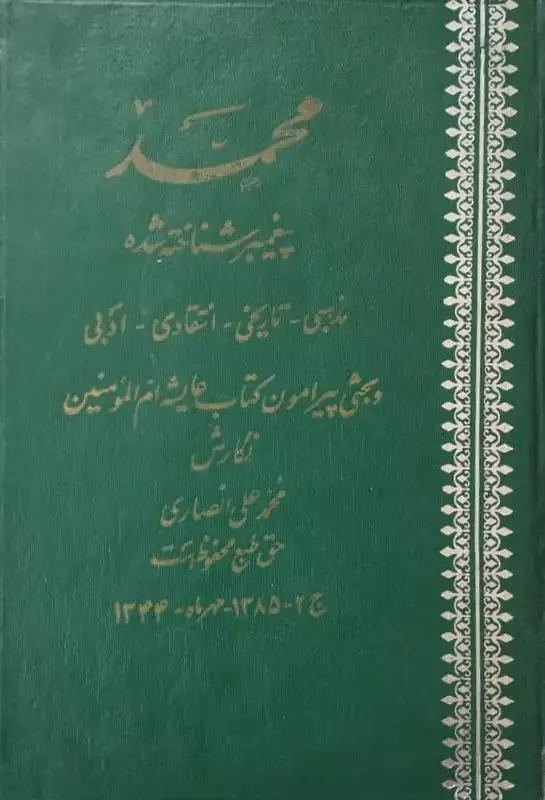 محمّد
پیغمبر شناخته شده
مذهبی - تاریخی - انتقادی - ادبی
و بحثی پیرامون کتاب عایشه ام المؤمنین
نگارش
محمد علی انصاری
حق طبع محفوظ است
ج ۲ - ۱۳۸۵ - مهرماه - ۱۳۴۴